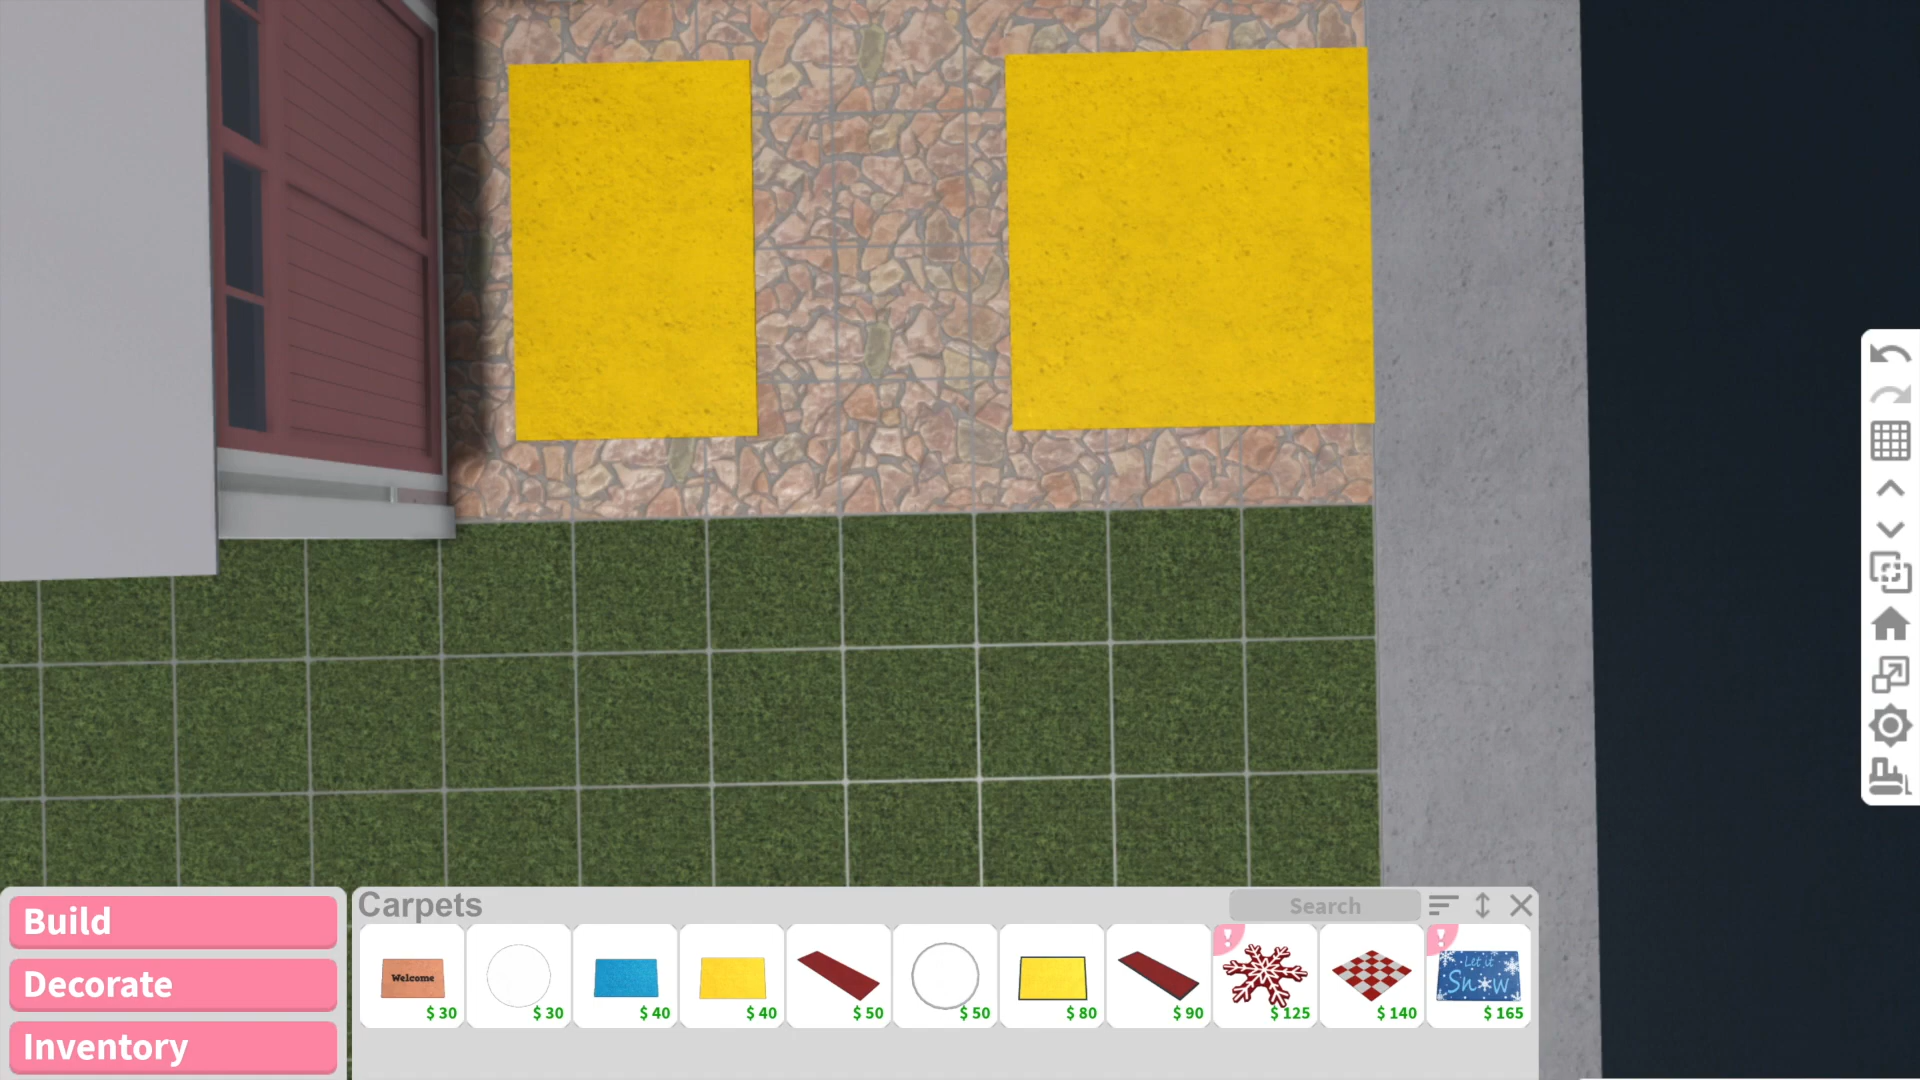 Build
Decorate
Inventory
Carpets
Search
Welcome
$ 30
$ 30
$ 40
$ 40
$ 50
$ 50
$ 80
$ 90
! $ 125
$ 140
! Let it
Snow
$ 165